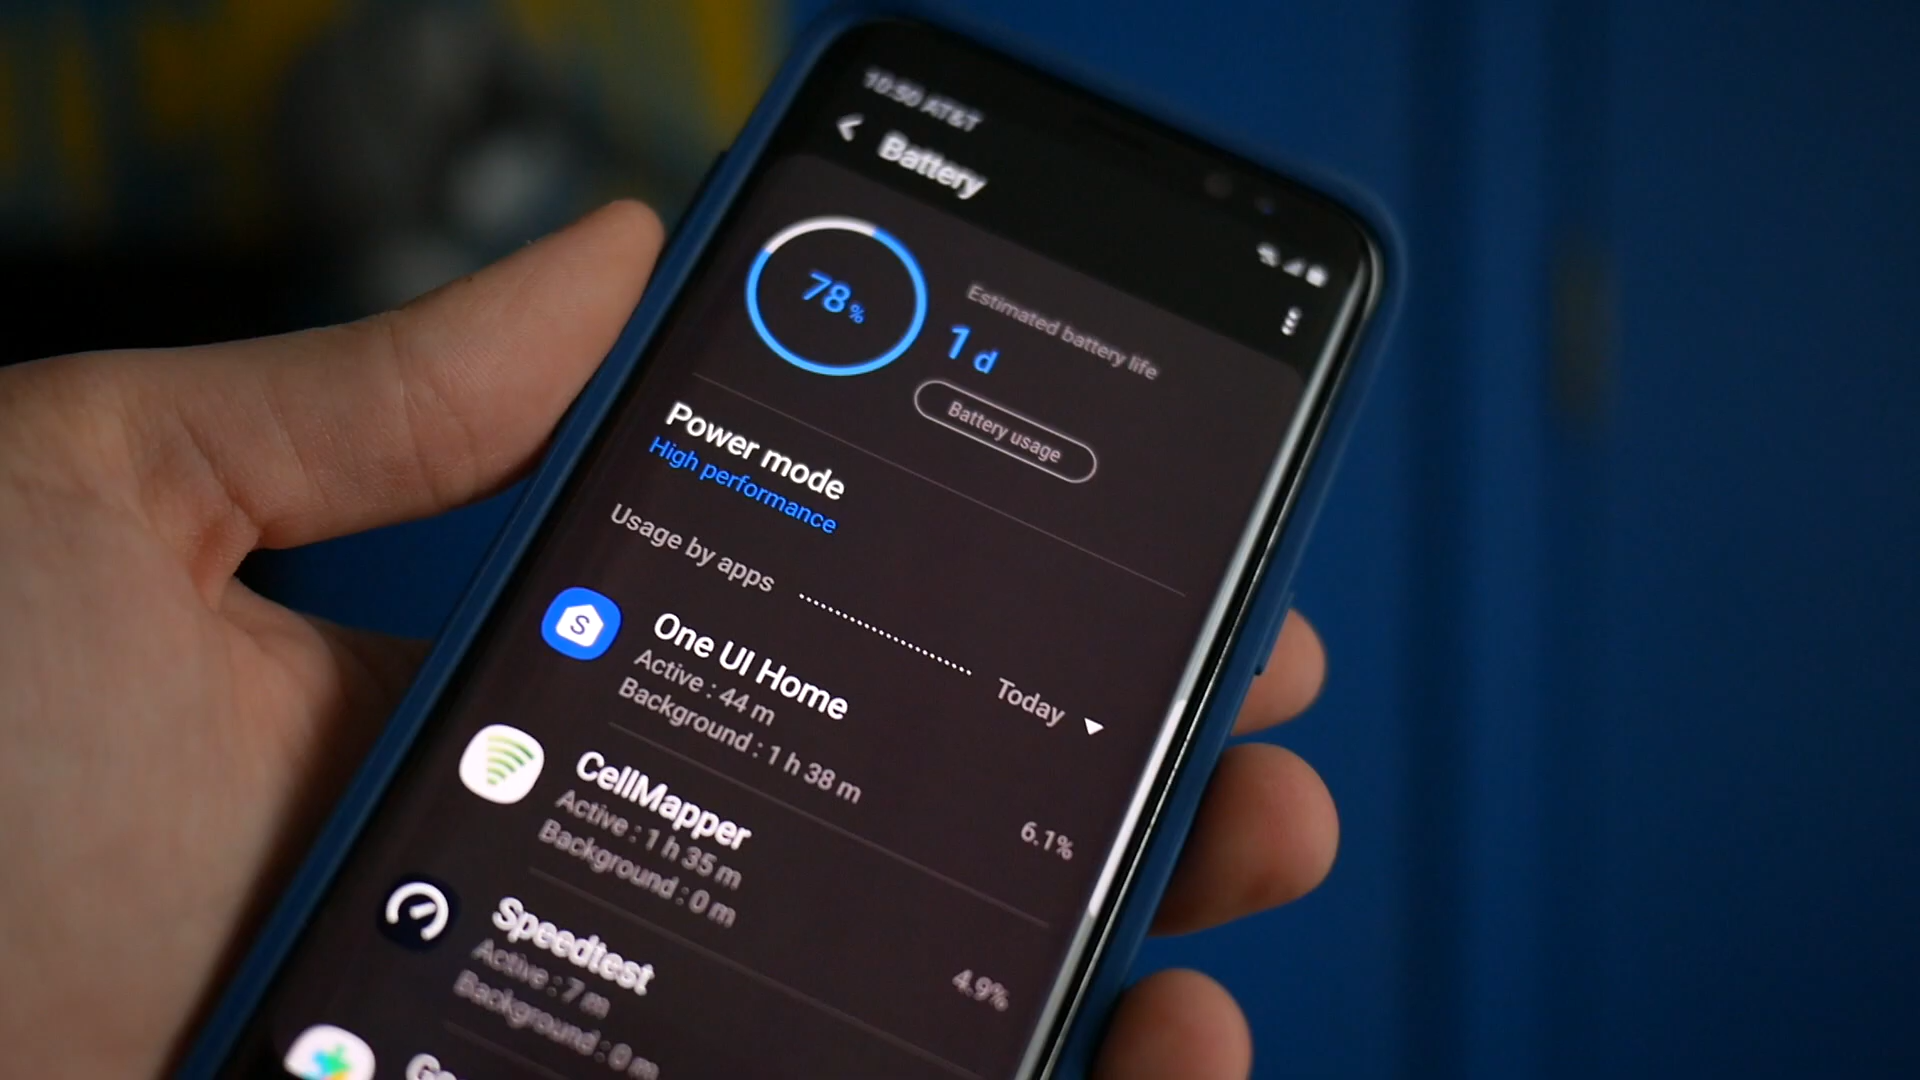 10:50 AT&T
Battery
78%
Estimated battery life
1 d
Battery usage
Power mode
High performance
Usage by apps
Today
S
One UI Home
Active : 44 m
Background : 1 h 38 m
6.1%
CellMapper
Active : 1 h 35 m
Background : 0 m
4.9%
Speedtest
Active : 7 m
Background : 0 m